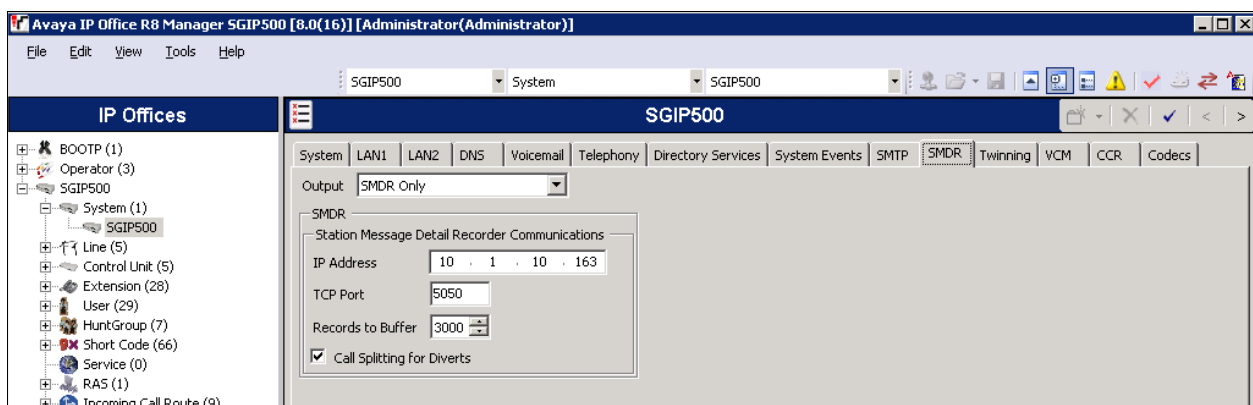 Avaya IP Office R8 Manager SGIP500 [8.0(16)] [Administrator(Administrator)]
File Edit View Tools Help
SGIP500 System SGIP500
IP Offices
SGIP500
BOOTP (1)
Operator (3)
SGIP500
System (1)
SGIP500
Line (5)
Control Unit (5)
Extension (28)
User (29)
HuntGroup (7)
Short Code (66)
Service (0)
RAS (1)
Incoming Call Route (9)
System LAN1 LAN2 DNS Voicemail Telephony Directory Services System Events SMTP SMDR Twinning VCM CCR Codecs
Output SMDR Only
SMDR
Station Message Detail Recorder Communications
IP Address 10 . 1 . 10 . 163
TCP Port 5050
Records to Buffer 3000
Call Splitting for Diverts